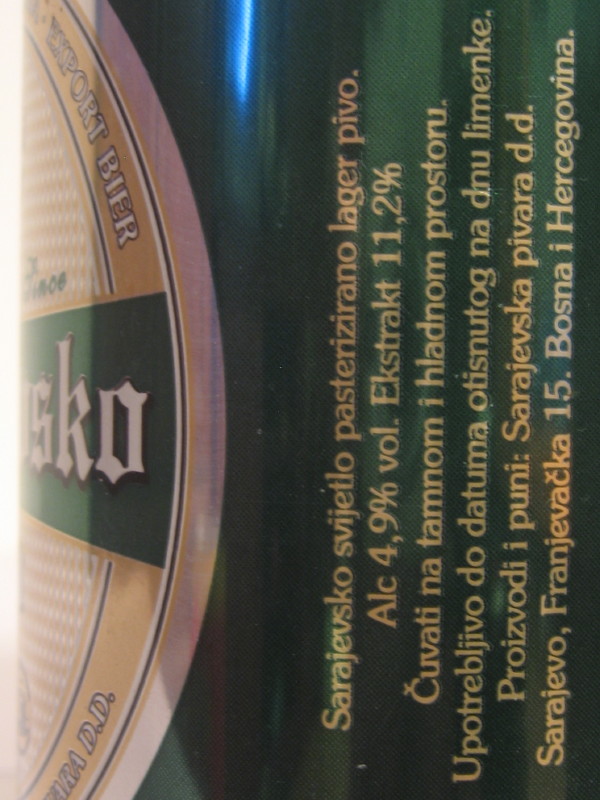 EXPORT BIER
Since
sko
D.D.
Sarajevsko svijetlo pasterizirano lager pivo.
Alc 4,9% vol. Ekstrakt 11,2%
Čuvati na tamnom i hladnom prostoru.
Upotrebljivo do datuma otisnutog na dnu limenke.
Proizvodi i puni: Sarajevska pivara d.d.
Sarajevo, Franjevačka 15. Bosna i Hercegovina.